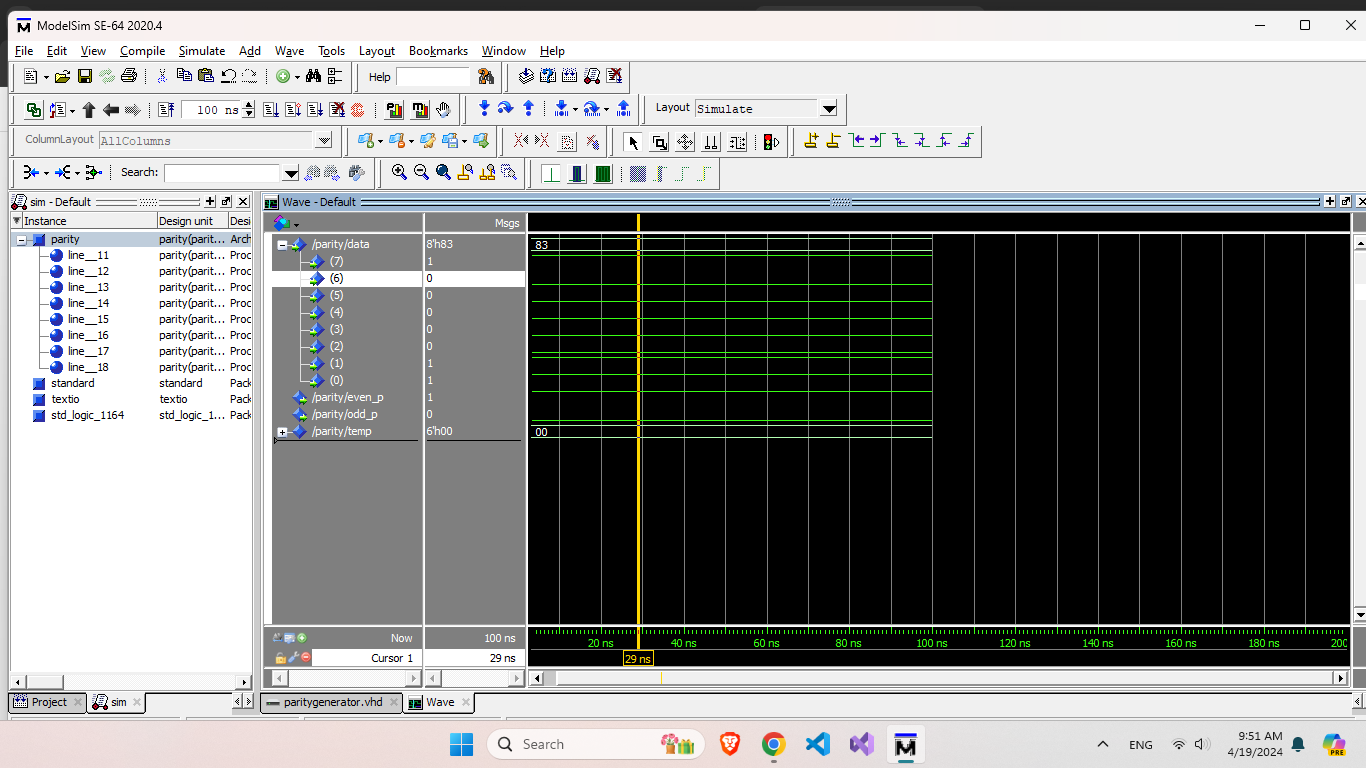 ModelSim SE-64 2020.4
File Edit View Compile Simulate Add Wave Tools Layout Bookmarks Window Help
Help
100 ns Layout Simulate
ColumnLayout AllColumns
Search:
sim - Default Wave - Default
Instance Design unit Desi Msgs
parity parity(parit... Arch
line__11 parity(parit... Proc
line__12 parity(parit... Proc
line__13 parity(parit... Proc
line__14 parity(parit... Proc
line__15 parity(parit... Proc
line__16 parity(parit... Proc
line__17 parity(parit... Proc
line__18 parity(parit... Proc
standard standard Pack
textio textio Pack
std_logic_1164 std_logic_1... Pack
/parity/data 8'h83 83
(7) 1
(6) 0
(5) 0
(4) 0
(3) 0
(2) 0
(1) 1
(0) 1
/parity/even_p 1
/parity/odd_p 0
/parity/temp 6'h00 00
Now 100 ns 20 ns 40 ns 60 ns 80 ns 100 ns 120 ns 140 ns 160 ns 180 ns 200
Cursor 1 29 ns 29 ns
Project sim paritygenerator.vhd Wave
Search ENG 9:51 AM
4/19/2024
PRE